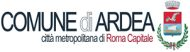 COMUNE di ARDEA
città metropolitana di Roma Capitale